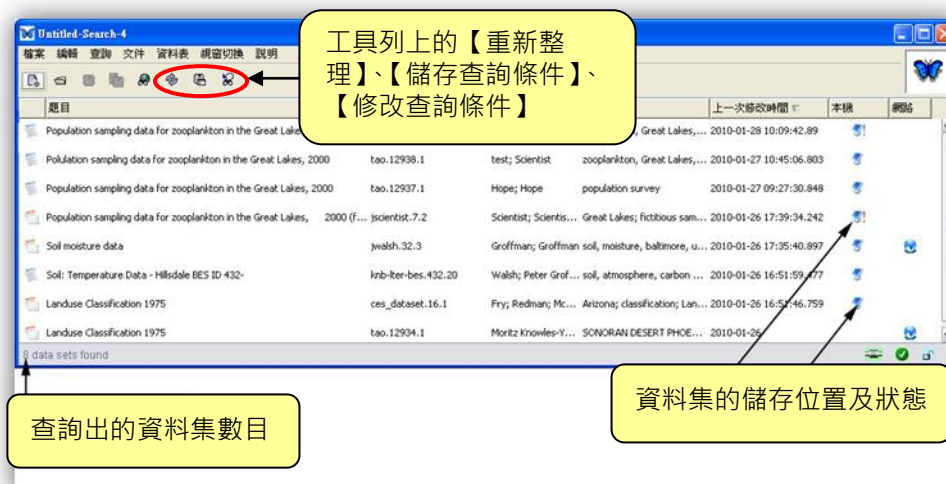 Untitled-Search-4
檔案 編輯 查詢 文件 資料表 視窗切換 說明
工具列上的【重新整
理】、【儲存查詢條件】、
【修改查詢條件】
題目 上一次修改時間 本機 網路
Population sampling data for zooplankton in the Great Lake , Great Lakes,... 2010-01-28 10:09:42.89
Polulation sampling data for zooplankton in the Great Lakes, 2000 tao.12938.1 test; Scientist zooplankton, Great Lakes,... 2010-01-27 10:45:06.803
Population sampling data for zooplankton in the Great Lakes, 2000 tao.12937.1 Hope; Hope population survey 2010-01-27 09:27:30.848
Population sampling data for zooplankton in the Great Lakes, 2000 (f... jscientist.7.2 Scientist; Scientis... Great Lakes; fictitious sam... 2010-01-26 17:39:34.242
Soil moisture data jwalsh.32.3 Groffman; Groffman soil, moisture, baltimore, u... 2010-01-26 17:35:40.897
Soil: Temperature Data - Hillsdale BES ID 432- knb-lter-bes.432.20 Walsh; Peter Grof... soil, atmosphere, carbon ... 2010-01-26 16:51:59.477
Landuse Classification 1975 ces_dataset.16.1 Fry; Redman; Mc... Arizona; classification; Lan... 2010-01-26 16:51:46.759
Landuse Classification 1975 tao.12934.1 Moritz Knowles-Y... SONORAN DESERT PHOE... 2010-01-26
8 data sets found
資料集的儲存位置及狀態
查詢出的資料集數目